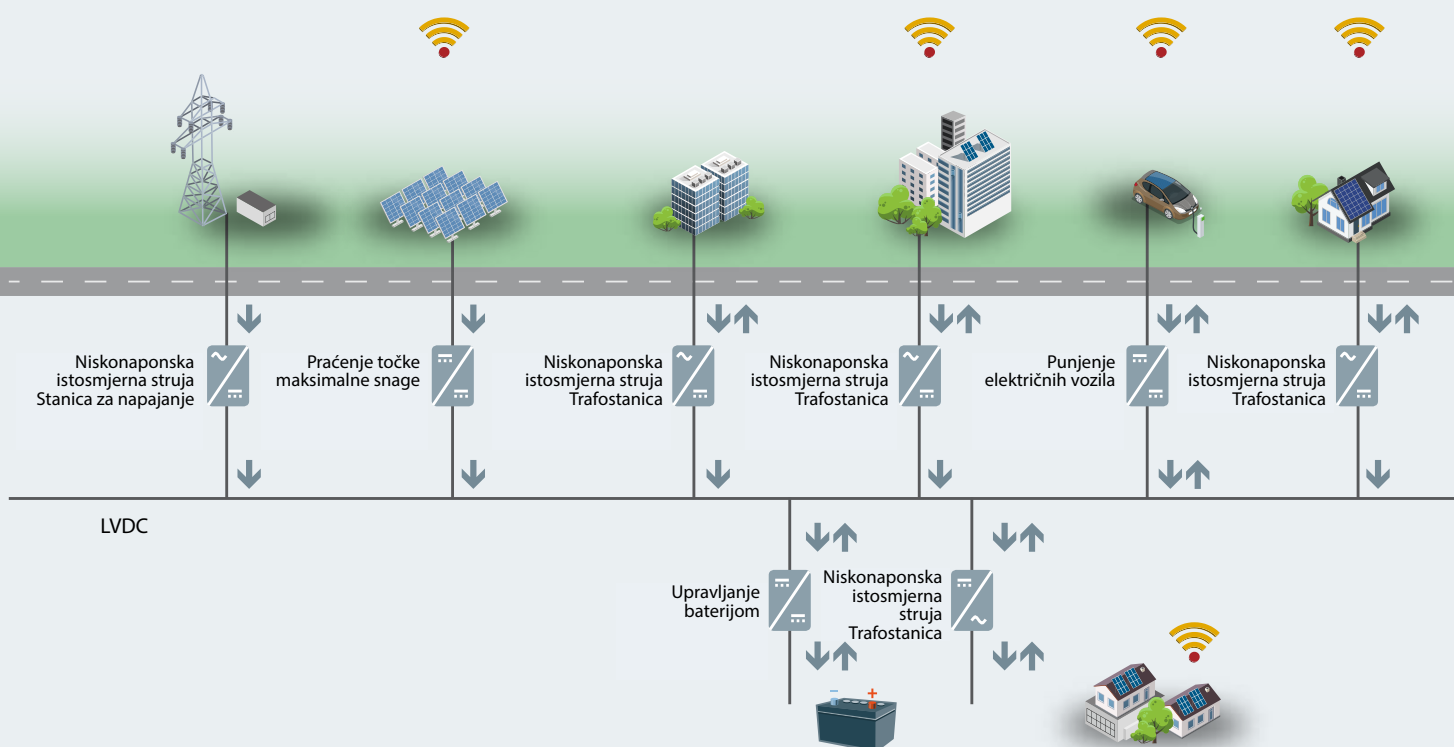 Niskonaponska
istosmjerna struja
Stanica za napajanje
Praćenje točke
maksimalne snage
Niskonaponska
istosmjerna struja
Trafostanica
Niskonaponska
istosmjerna struja
Trafostanica
Punjenje
električnih vozila
Niskonaponska
istosmjerna struja
Trafostanica
LVDC
Upravljanje
baterijom
Niskonaponska
istosmjerna
struja
Trafostanica